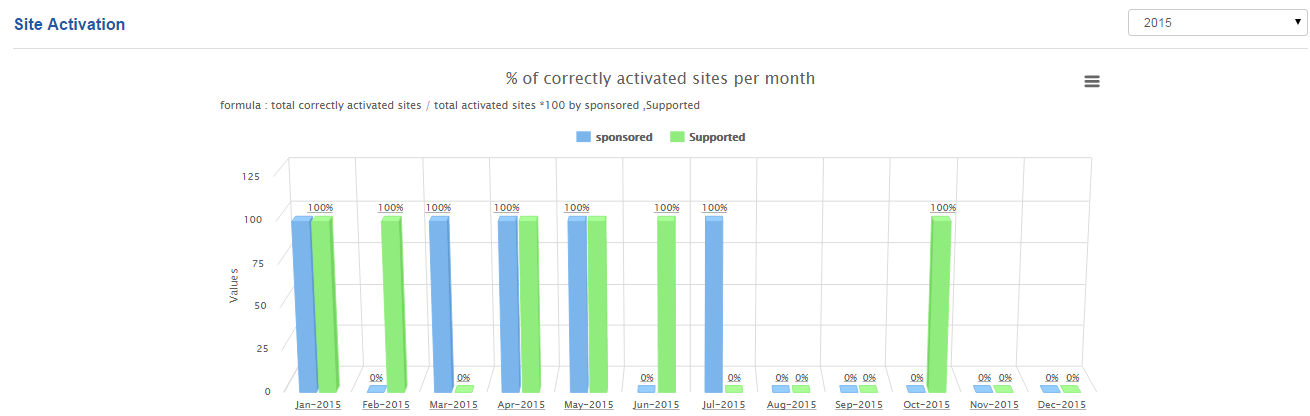 Site Activation
2015
% of correctly activated sites per month
formula : total correctly activated sites / total activated sites *100 by sponsored ,Supported
sponsored Supported
125
100% 100% 100% 100% 100% 100% 100% 100%
100
75
Values
50
25
0% 0% 0% 0% 0% 0% 0% 0% 0% 0% 0% 0% 0%
0
Jan-2015 Feb-2015 Mar-2015 Apr-2015 May-2015 Jun-2015 Jul-2015 Aug-2015 Sep-2015 Oct-2015 Nov-2015 Dec-2015